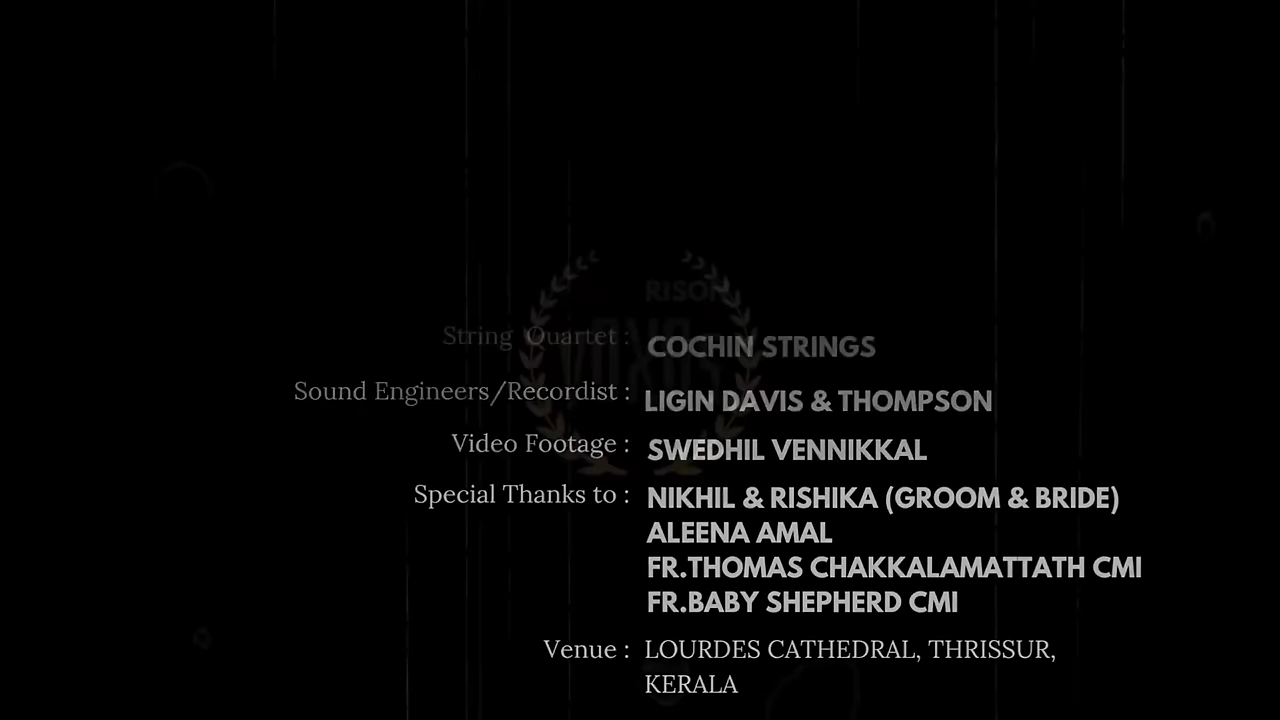 RISON
String Quartet : COCHIN STRINGS
Sound Engineers/Recordist : LIGIN DAVIS & THOMPSON
Video Footage : SWEDHIL VENNIKKAL
Special Thanks to : NIKHIL & RISHIKA (GROOM & BRIDE)
ALEENA AMAL
FR.THOMAS CHAKKALAMATTATH CMI
FR.BABY SHEPHERD CMI
Venue : LOURDES CATHEDRAL, THRISSUR,
KERALA